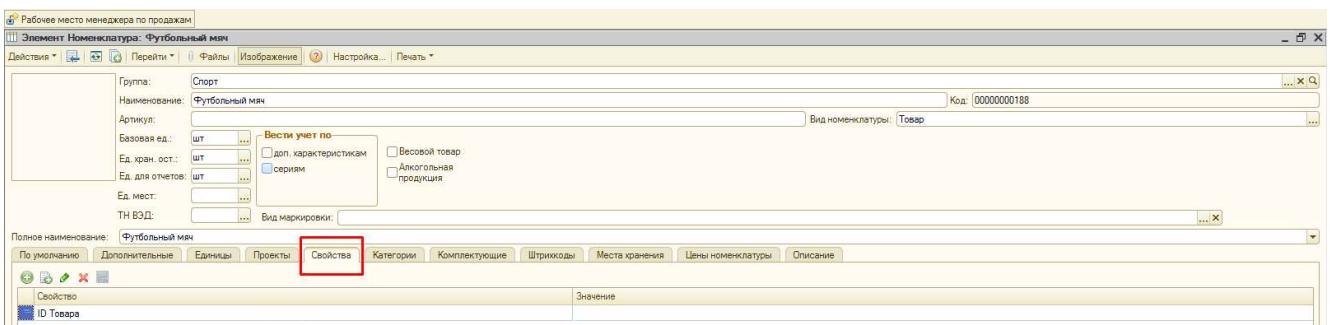 Рабочее место менеджера по продажам
Элемент Номенклатура: Футбольный мяч
Действия Перейти Файлы Изображение Настройка... Печать
Группа: Спорт
Наименование: Футбольный мяч Код: 00000000188
Артикул: Вид номенклатуры: Товар
Базовая ед.: шт Вести учет по
доп. характеристикам Весовой товар
Ед. хран. ост.: шт
сериям Алкогольная продукция
Ед. для отчетов: шт
Ед. мест:
ТН ВЭД: Вид маркировки:
Полное наименование: Футбольный мяч
По умолчанию Дополнительные Единицы Проекты Свойства Категории Комплектующие Штрихкоды Места хранения Цены номенклатуры Описание
Свойство Значение
ID Товара